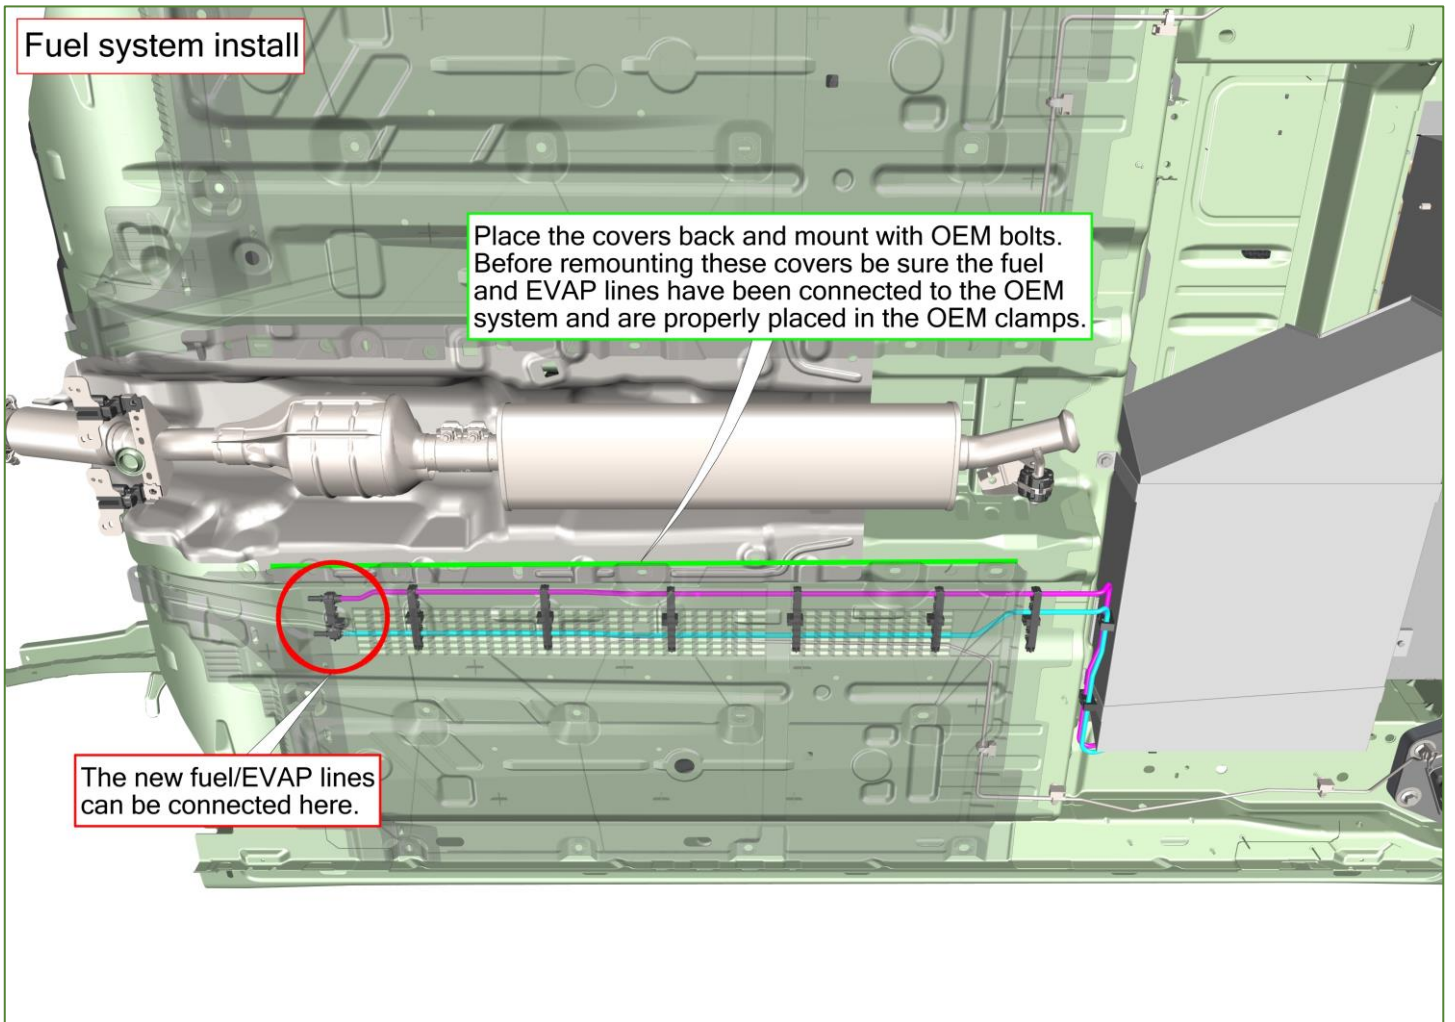 Fuel system install
Place the covers back and mount with OEM bolts.
Before remounting these covers be sure the fuel
and EVAP lines have been connected to the OEM
system and are properly placed in the OEM clamps.
The new fuel/EVAP lines
can be connected here.